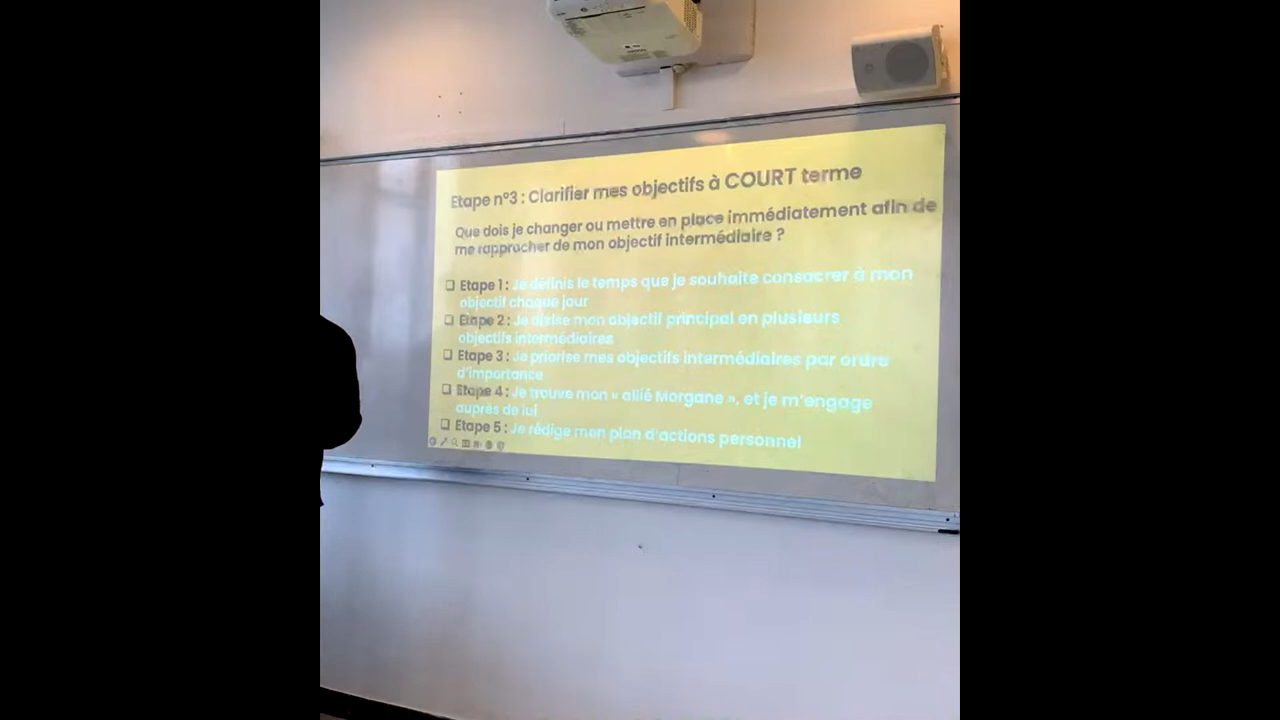 Etape n°3 : Clarifier mes objectifs à COURT terme
Que dois je changer ou mettre en place immédiatement afin de
me rapprocher de mon objectif intermédiaire ?
❑ Etape 1 : Je définis le temps que je souhaite consacrer à mon
objectif chaque jour
❑ Etape 2 : Je divise mon objectif principal en plusieurs
objectifs intermédiaires
❑ Etape 3 : Je priorise mes objectifs intermédiaires par ordre
d'importance
❑ Etape 4 : Je trouve mon « allié Morgane », et je m'engage
auprès de lui
❑ Etape 5 : Je rédige mon plan d'actions personnel